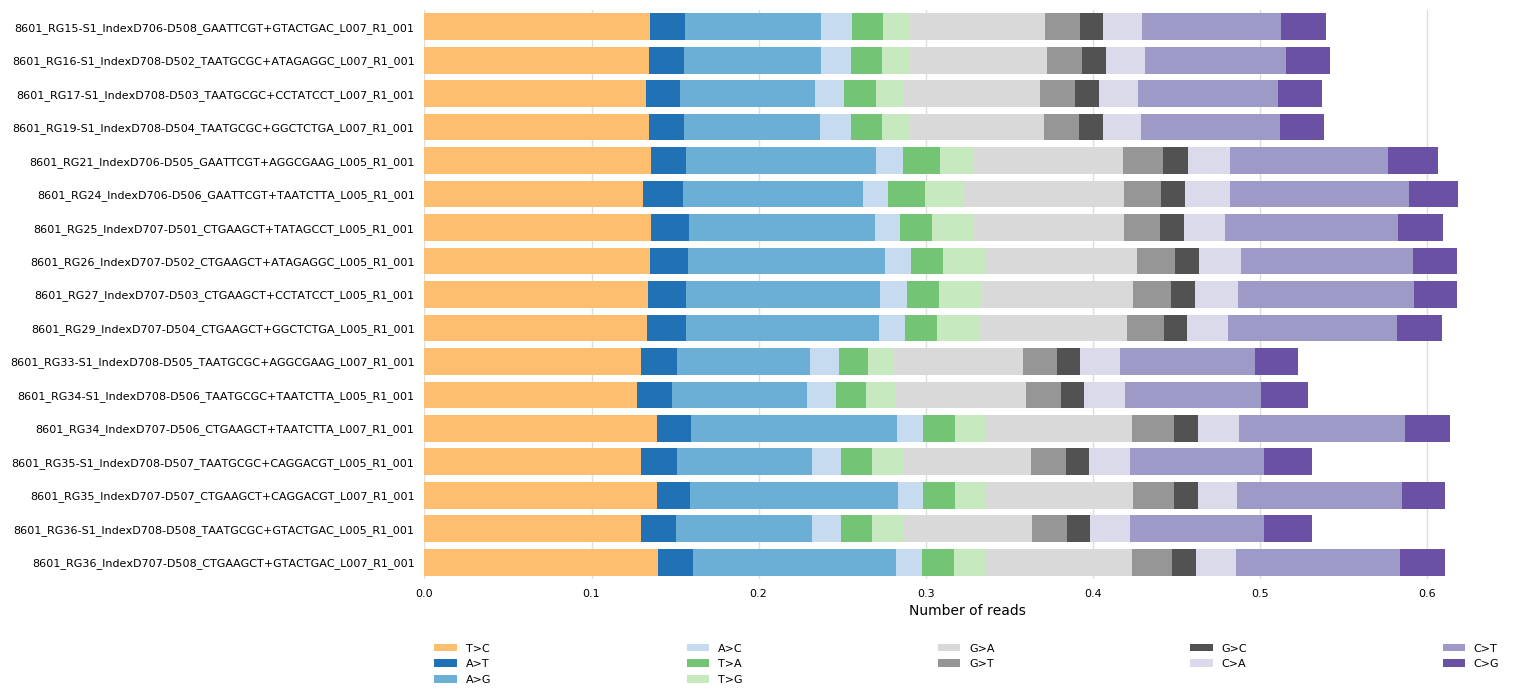 8601_RG15-S1_IndexD706-D508_GAATTCGT+GTACTGAC_L007_R1_001
8601_RG16-S1_IndexD708-D502_TAATGCGC+ATAGAGGC_L007_R1_001
8601_RG17-S1_IndexD708-D503_TAATGCGC+CCTATCCT_L007_R1_001
8601_RG19-S1_IndexD708-D504_TAATGCGC+GGCTCTGA_L007_R1_001
8601_RG21_IndexD706-D505_GAATTCGT+AGGCGAAG_L005_R1_001
8601_RG24_IndexD706-D506_GAATTCGT+TAATCTTA_L005_R1_001
8601_RG25_IndexD707-D501_CTGAAGCT+TATAGCCT_L005_R1_001
8601_RG26_IndexD707-D502_CTGAAGCT+ATAGAGGC_L005_R1_001
8601_RG27_IndexD707-D503_CTGAAGCT+CCTATCCT_L005_R1_001
8601_RG29_IndexD707-D504_CTGAAGCT+GGCTCTGA_L005_R1_001
8601_RG33-S1_IndexD708-D505_TAATGCGC+AGGCGAAG_L007_R1_001
8601_RG34-S1_IndexD708-D506_TAATGCGC+TAATCTTA_L005_R1_001
8601_RG34_IndexD707-D506_CTGAAGCT+TAATCTTA_L007_R1_001
8601_RG35-S1_IndexD708-D507_TAATGCGC+CAGGACGT_L005_R1_001
8601_RG35_IndexD707-D507_CTGAAGCT+CAGGACGT_L007_R1_001
8601_RG36-S1_IndexD708-D508_TAATGCGC+GTACTGAC_L005_R1_001
8601_RG36_IndexD707-D508_CTGAAGCT+GTACTGAC_L007_R1_001
0.0 0.1 0.2 0.3 0.4 0.5 0.6
Number of reads
T>C A>C G>A G>C C>T
A>T T>A G>T C>A C>G
A>G T>G